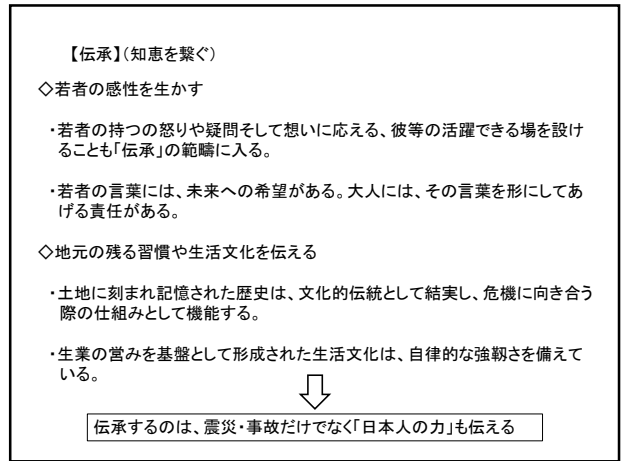 【伝承】(知恵を繋ぐ)
◇若者の感性を生かす
・若者の持つの怒りや疑問そして想いに応える、彼等の活躍できる場を設け
ることも「伝承」の範疇に入る。
・若者の言葉には、未来への希望がある。大人には、その言葉を形にしてあ
げる責任がある。
◇地元の残る習慣や生活文化を伝える
・土地に刻まれ記憶された歴史は、文化的伝統として結実し、危機に向き合う
際の仕組みとして機能する。
・生業の営みを基盤として形成された生活文化は、自律的な強靱さを備えて
いる。
伝承するのは、震災・事故だけでなく「日本人の力」も伝える